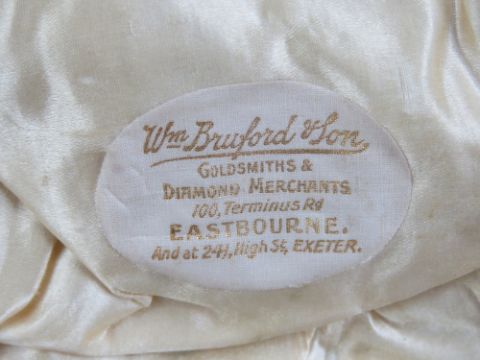 Wm Bruford & Son,
GOLDSMITHS &
DIAMOND MERCHANTS
100, Terminus Rd
EASTBOURNE.
And at 241, High St, EXETER.